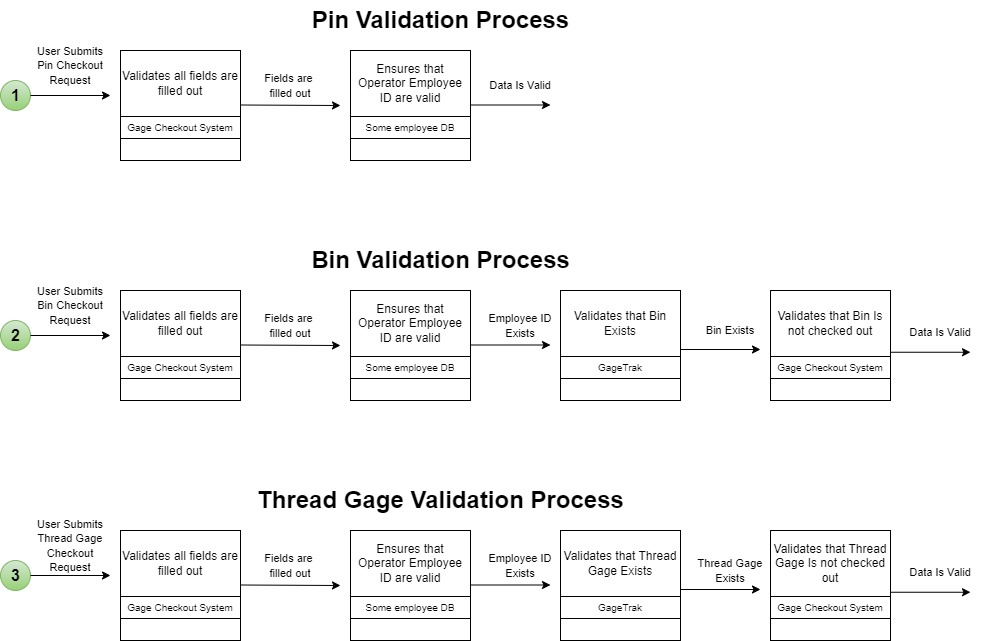 Pin Validation Process
User Submits
Pin Checkout
Request
1
Validates all fields are
filled out
Gage Checkout System
Fields are
filled out
Ensures that
Operator Employee
ID are valid
Some employee DB
Data Is Valid
Bin Validation Process
User Submits
Bin Checkout
Request
2
Validates all fields are
filled out
Gage Checkout System
Fields are
filled out
Ensures that
Operator Employee
ID are valid
Some employee DB
Employee ID
Exists
Validates that Bin
Exists
GageTrak
Bin Exists
Validates that Bin Is
not checked out
Gage Checkout System
Data Is Valid
Thread Gage Validation Process
User Submits
Thread Gage
Checkout
Request
3
Validates all fields are
filled out
Gage Checkout System
Fields are
filled out
Ensures that
Operator Employee
ID are valid
Some employee DB
Employee ID
Exists
Validates that Thread
Gage Exists
GageTrak
Thread Gage
Exists
Validates that Thread
Gage Is not checked
out
Gage Checkout System
Data Is Valid